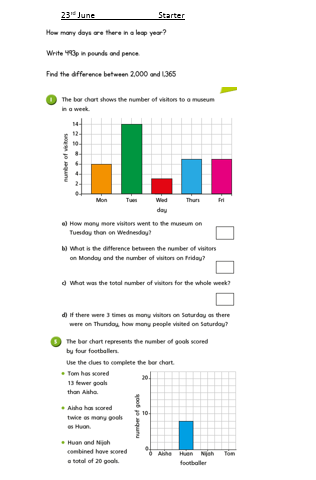 23rd June Starter
How many days are there in a leap year?
Write 493p in pounds and pence.
Find the difference between 2,000 and 1,365
1 The bar chart shows the number of visitors to a museum
in a week.
number of visitors
14
12
10
8
6
4
2
0
Mon Tues Wed Thurs Fri
day
a) How many more visitors went to the museum on
Tuesday than on Wednesday?
b) What is the difference between the number of visitors
on Monday and the number of visitors on Friday?
c) What was the total number of visitors for the whole week?
d) If there were 3 times as many visitors on Saturday as there
were on Thursday, how many people visited on Saturday?
The bar chart represents the number of goals scored
by four footballers.
Use the clues to complete the bar chart.
• Tom has scored
13 fewer goals
than Aisha.
• Aisha has scored
twice as many goals
as Huan.
• Huan and Nijah
combined have scored
a total of 20 goals.
number of goals
20
10
0
0 Aisha Huan Nijah Tom
footballer